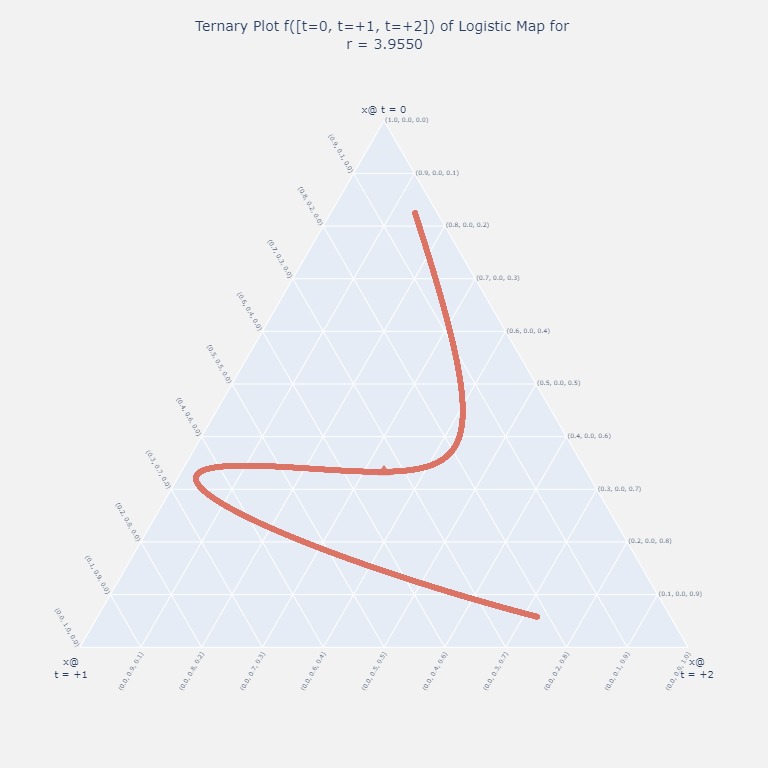 Ternary Plot f([t=0, t=+1, t=+2]) of Logistic Map for
r = 3.9550
x@ t = 0
(1.0, 0.0, 0.0)
(0.9, 0.1, 0.0)
(0.9, 0.0, 0.1)
(0.8, 0.2, 0.0)
(0.8, 0.0, 0.2)
(0.7, 0.3, 0.0)
(0.7, 0.0, 0.3)
(0.6, 0.4, 0.0)
(0.6, 0.0, 0.4)
(0.5, 0.5, 0.0)
(0.5, 0.0, 0.5)
(0.4, 0.6, 0.0)
(0.4, 0.0, 0.6)
(0.3, 0.7, 0.0)
(0.3, 0.0, 0.7)
(0.2, 0.8, 0.0)
(0.2, 0.0, 0.8)
(0.1, 0.9, 0.0)
(0.1, 0.0, 0.9)
(0.0, 1.0, 0.0)
x@
t = +1
(0.0, 0.9, 0.1)
(0.0, 0.8, 0.2)
(0.0, 0.7, 0.3)
(0.0, 0.6, 0.4)
(0.0, 0.5, 0.5)
(0.0, 0.4, 0.6)
(0.0, 0.3, 0.7)
(0.0, 0.2, 0.8)
(0.0, 0.1, 0.9)
(0.0, 0.0, 1.0)
x@
t = +2